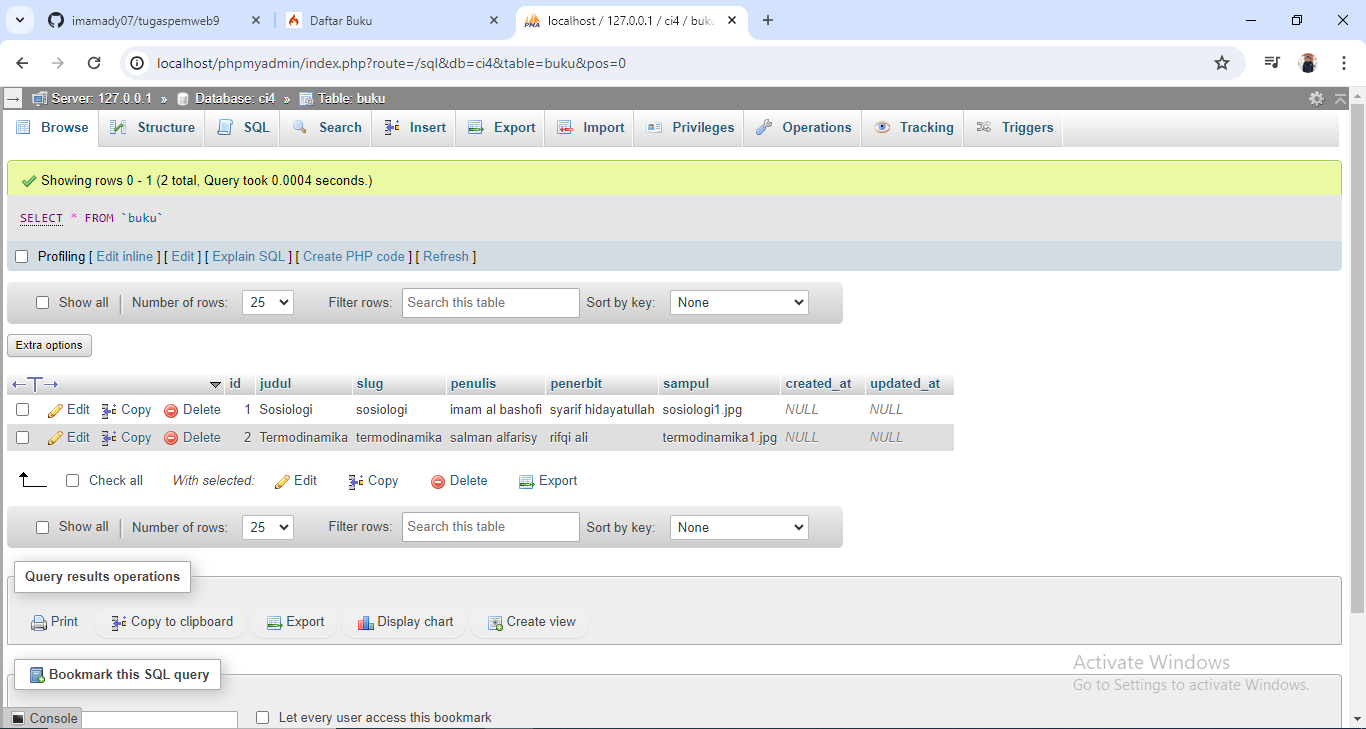 imamady07/tugaspemweb9
Daftar Buku
localhost / 127.0.0.1 / ci4 / buku
localhost/phpmyadmin/index.php?route=/sql&db=ci4&table=buku&pos=0
Server: 127.0.0.1 » Database: ci4 » Table: buku
Browse Structure SQL Search Insert Export Import Privileges Operations Tracking Triggers
Showing rows 0 - 1 (2 total, Query took 0.0004 seconds.)
SELECT * FROM `buku`
Profiling [ Edit inline ] [ Edit ] [ Explain SQL ] [ Create PHP code ] [ Refresh ]
Show all Number of rows: 25 Filter rows: Search this table Sort by key: None
Extra options
id judul slug penulis penerbit sampul created_at updated_at
Edit Copy Delete 1 Sosiologi sosiologi imam al bashofi syarif hidayatullah sosiologi1.jpg NULL NULL
Edit Copy Delete 2 Termodinamika termodinamika salman alfarisy rifqi ali termodinamika1.jpg NULL NULL
Check all With selected: Edit Copy Delete Export
Show all Number of rows: 25 Filter rows: Search this table Sort by key: None
Query results operations
Print Copy to clipboard Export Display chart Create view
Activate Windows
Go to Settings to activate Windows.
Bookmark this SQL query
Console Let every user access this bookmark